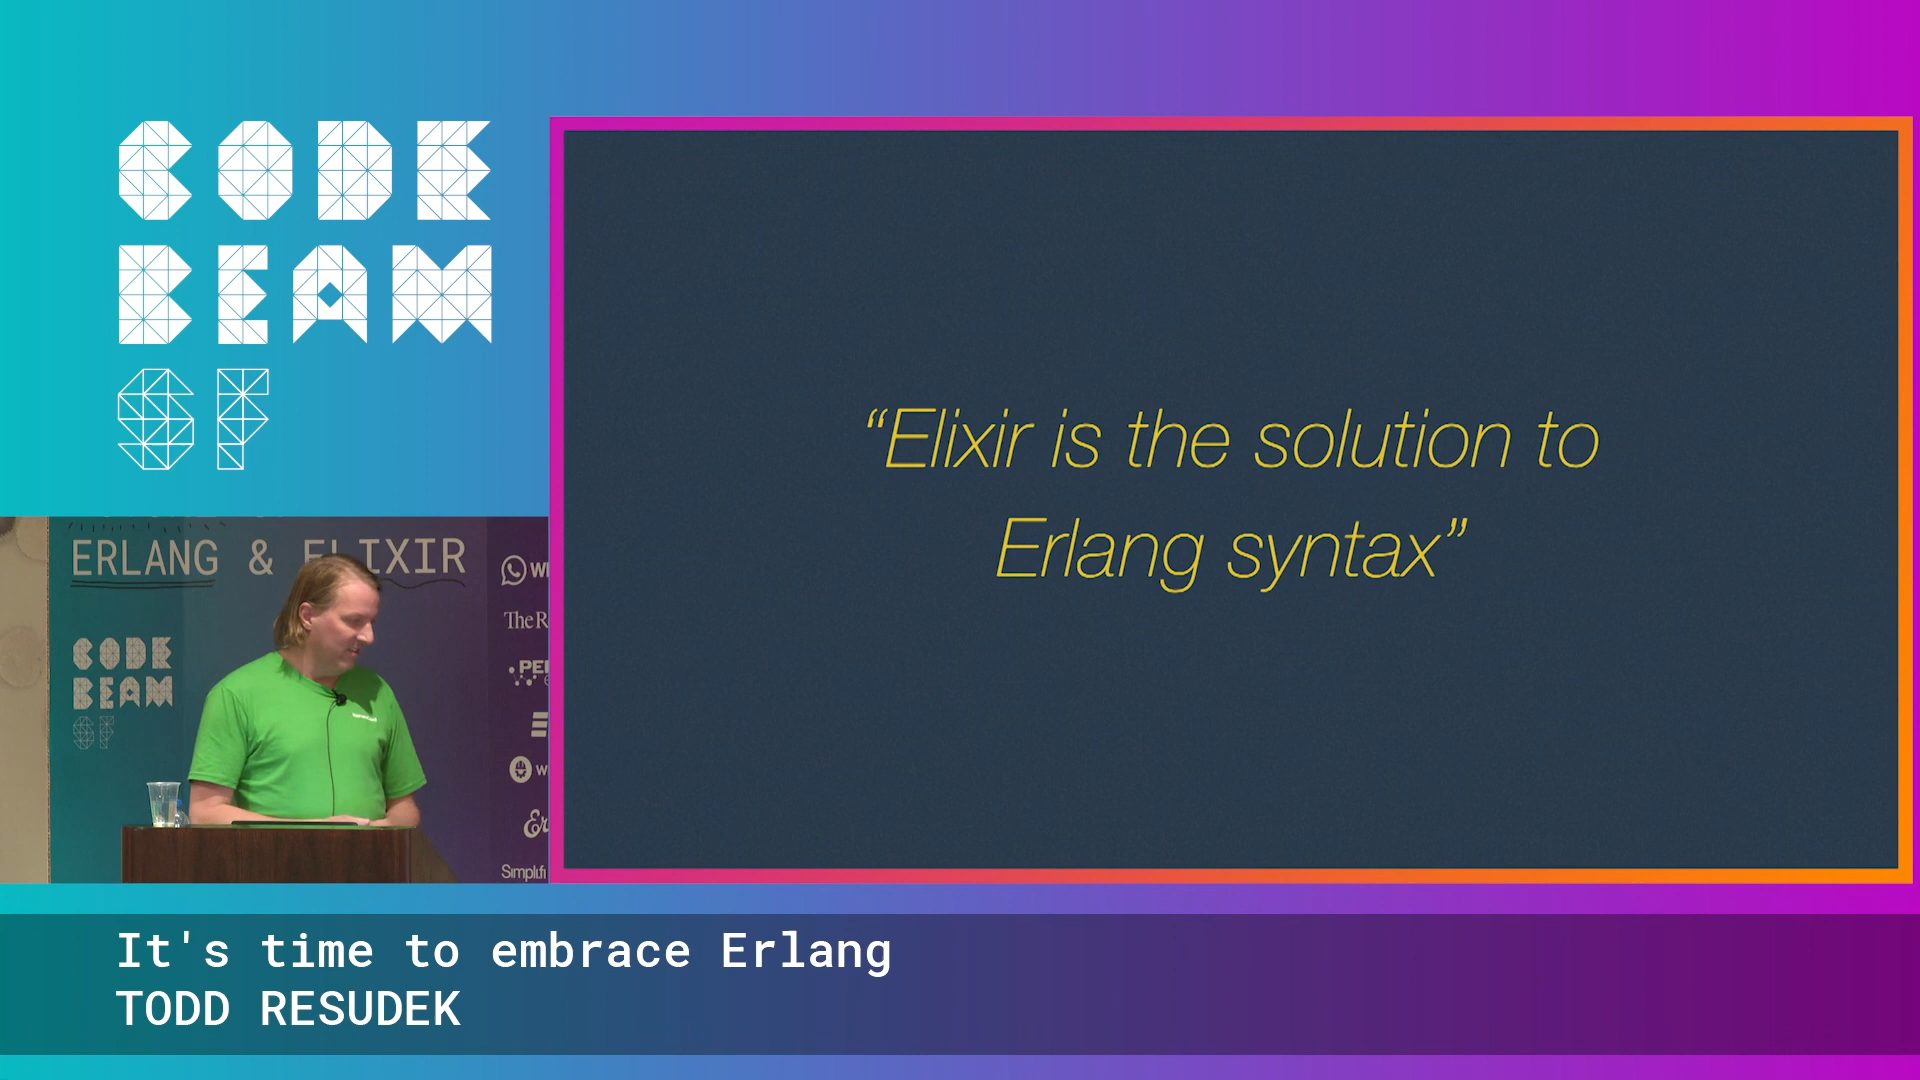 CODE
BEAM
SF
“Elixir is the solution to
Erlang syntax”
ERLANG & ELIXIR
CODE
BEAM
SF
The R
Simplifi
It's time to embrace Erlang
TODD RESUDEK